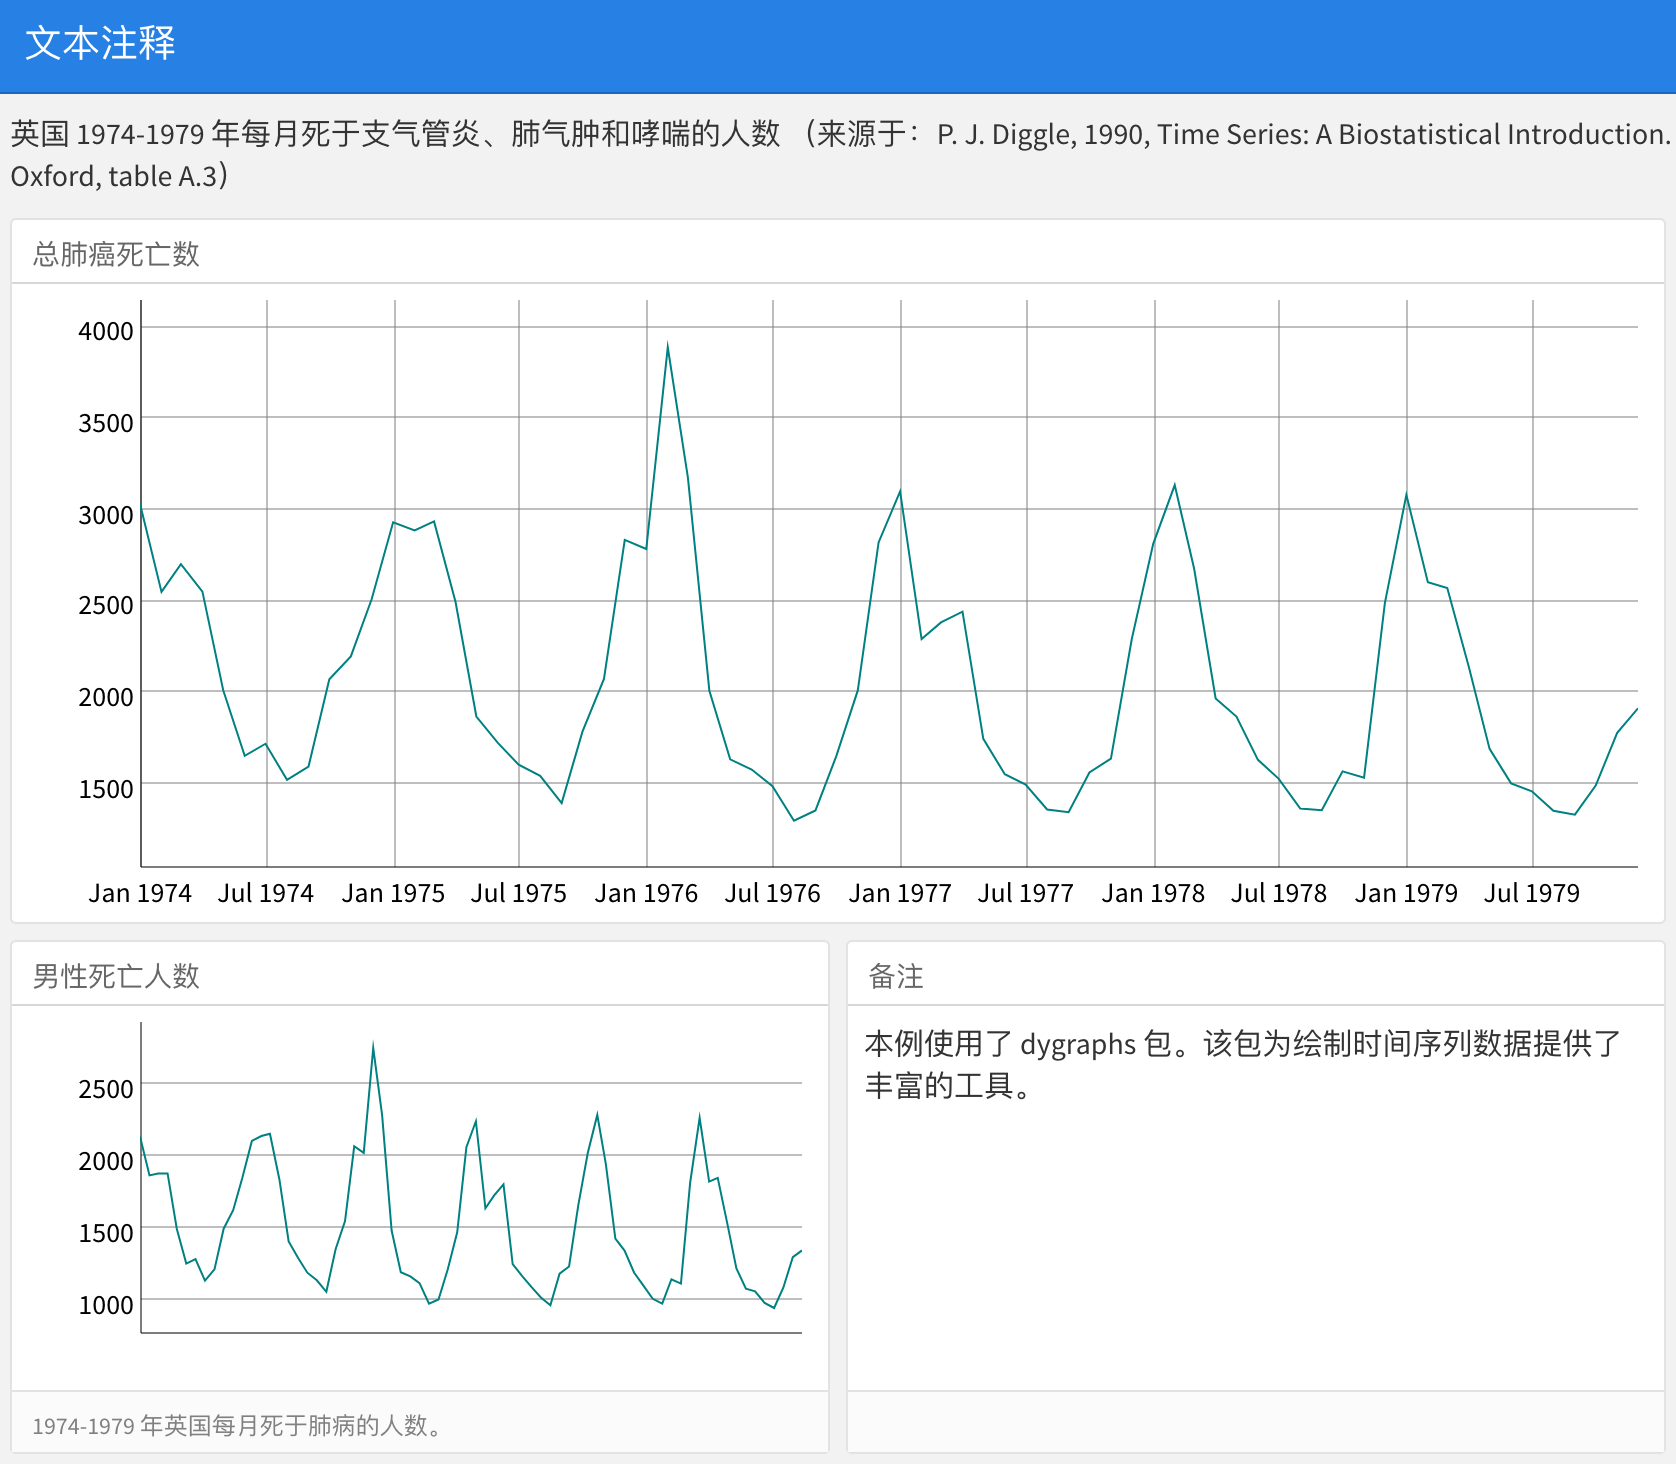 文本注释
英国 1974-1979 年每月死于支气管炎、肺气肿和哮喘的人数 （来源于：P. J. Diggle, 1990, Time Series: A Biostatistical Introduction.
Oxford, table A.3）
总肺癌死亡数
4000
3500
3000
2500
2000
1500
Jan 1974 Jul 1974 Jan 1975 Jul 1975 Jan 1976 Jul 1976 Jan 1977 Jul 1977 Jan 1978 Jul 1978 Jan 1979 Jul 1979
男性死亡人数
2500
2000
1500
1000
1974-1979 年英国每月死于肺病的人数。
备注
本例使用了 dygraphs 包。该包为绘制时间序列数据提供了
丰富的工具。